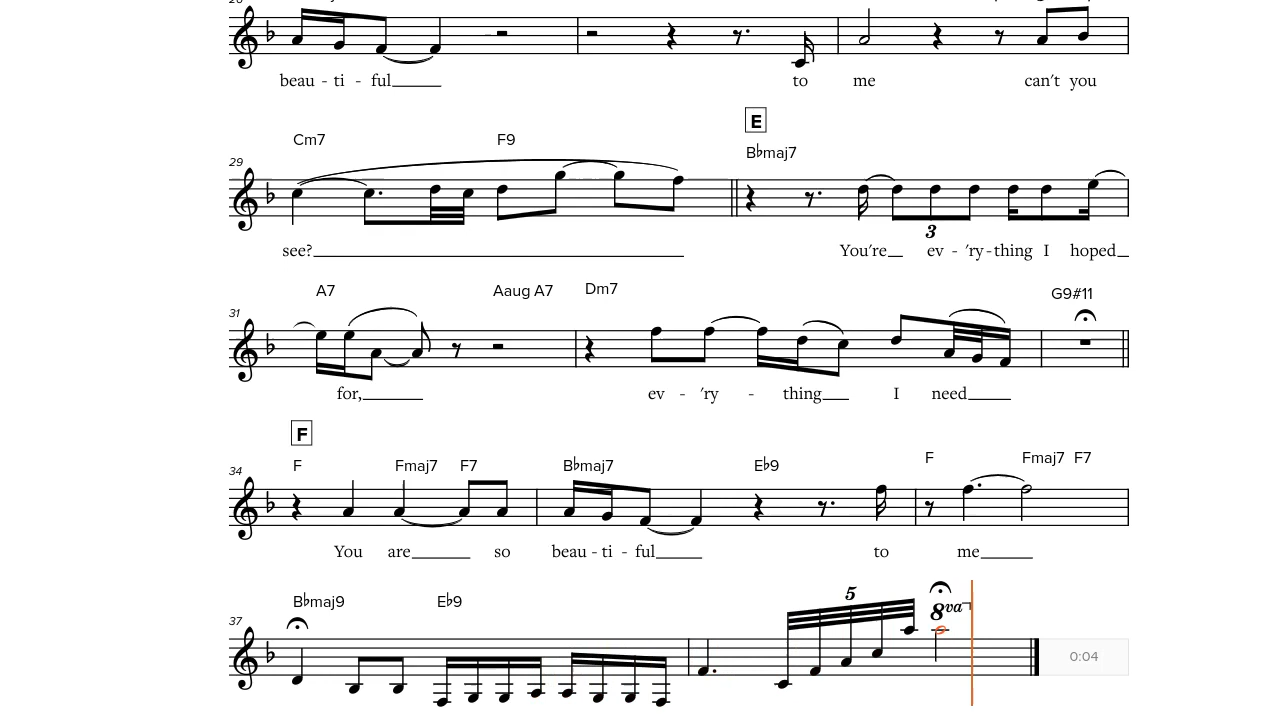 beau - ti - ful to me can't you
E
Cm7 F9 B♭maj7
29
3
see? You're ev - 'ry - thing I hoped
A7 Aaug A7 Dm7 G9#11
31
for, ev - 'ry - thing I need
F
F Fmaj7 F7 B♭maj7 E♭9 F Fmaj7 F7
34
You are so beau - ti - ful to me
B♭maj9 E♭9 5 8va
37
0:04